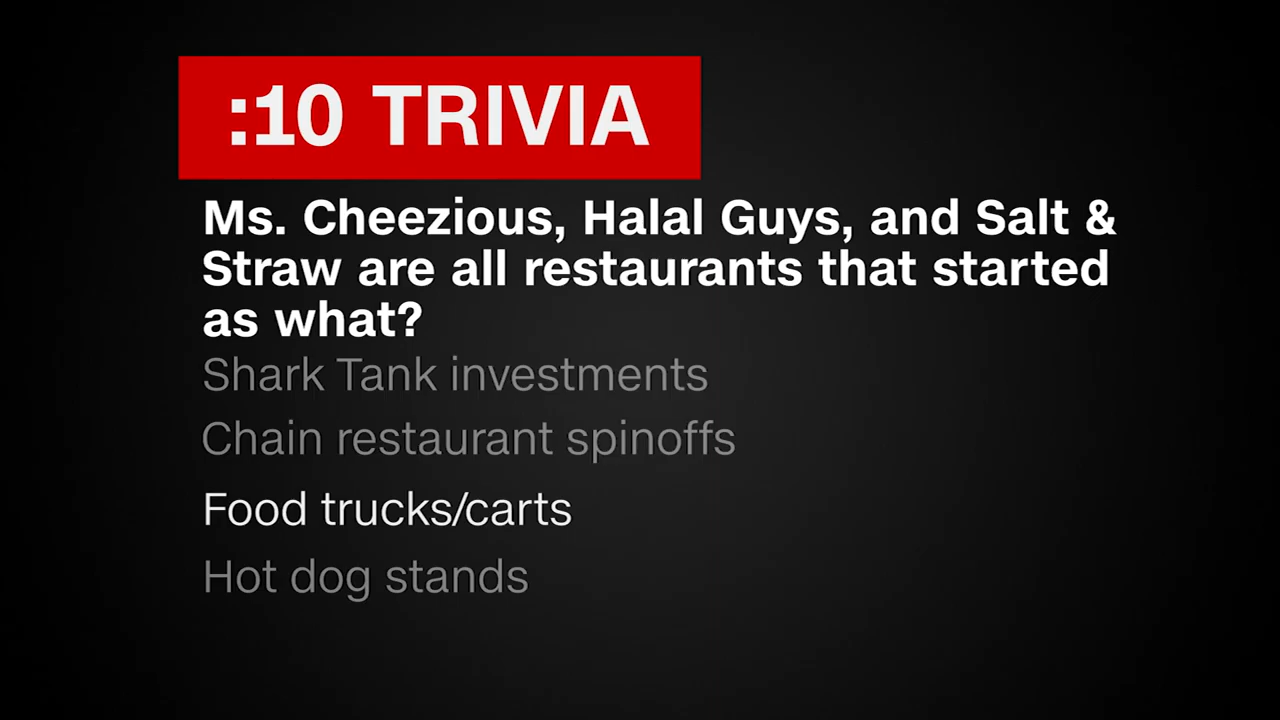 :10 TRIVIA
Ms. Cheezious, Halal Guys, and Salt &
Straw are all restaurants that started
as what?
Shark Tank investments
Chain restaurant spinoffs
Food trucks/carts
Hot dog stands